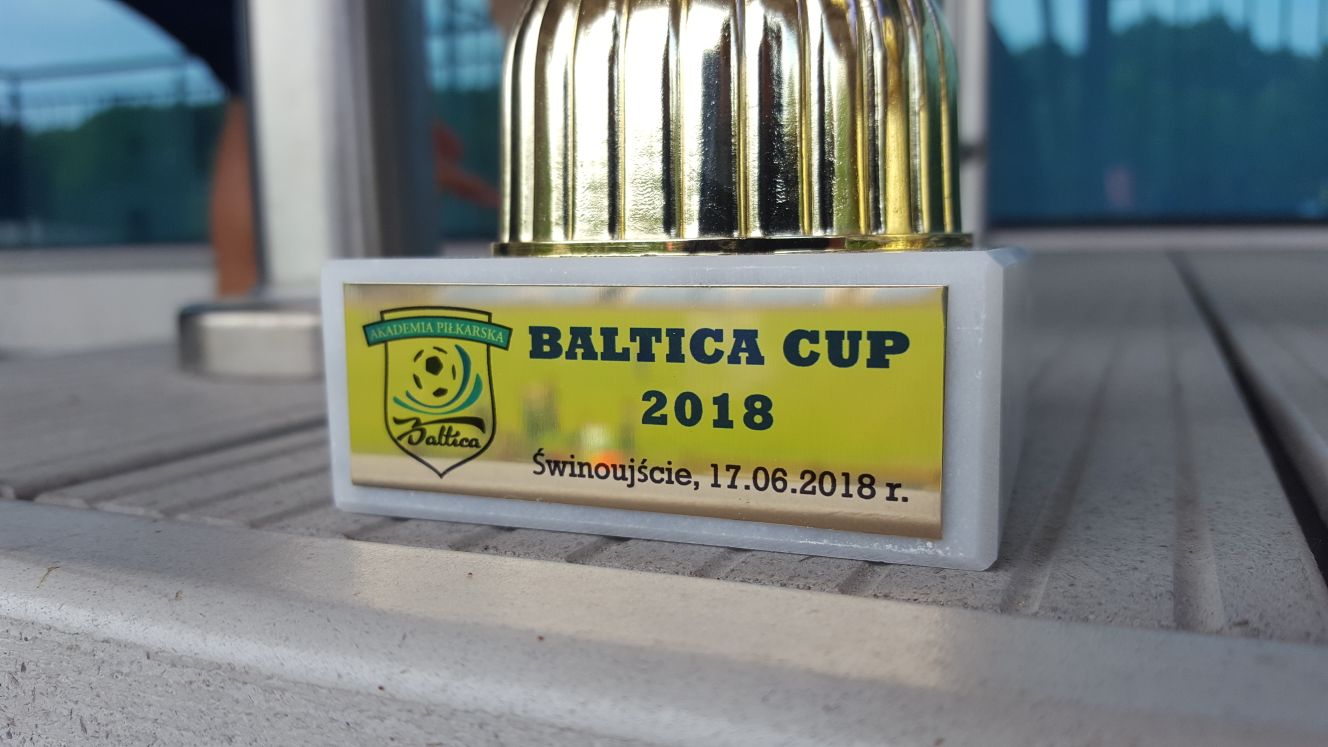 AKADEMIA PIŁKARSKA
Baltica
BALTICA CUP
2018
Świnoujście, 17.06.2018 r.